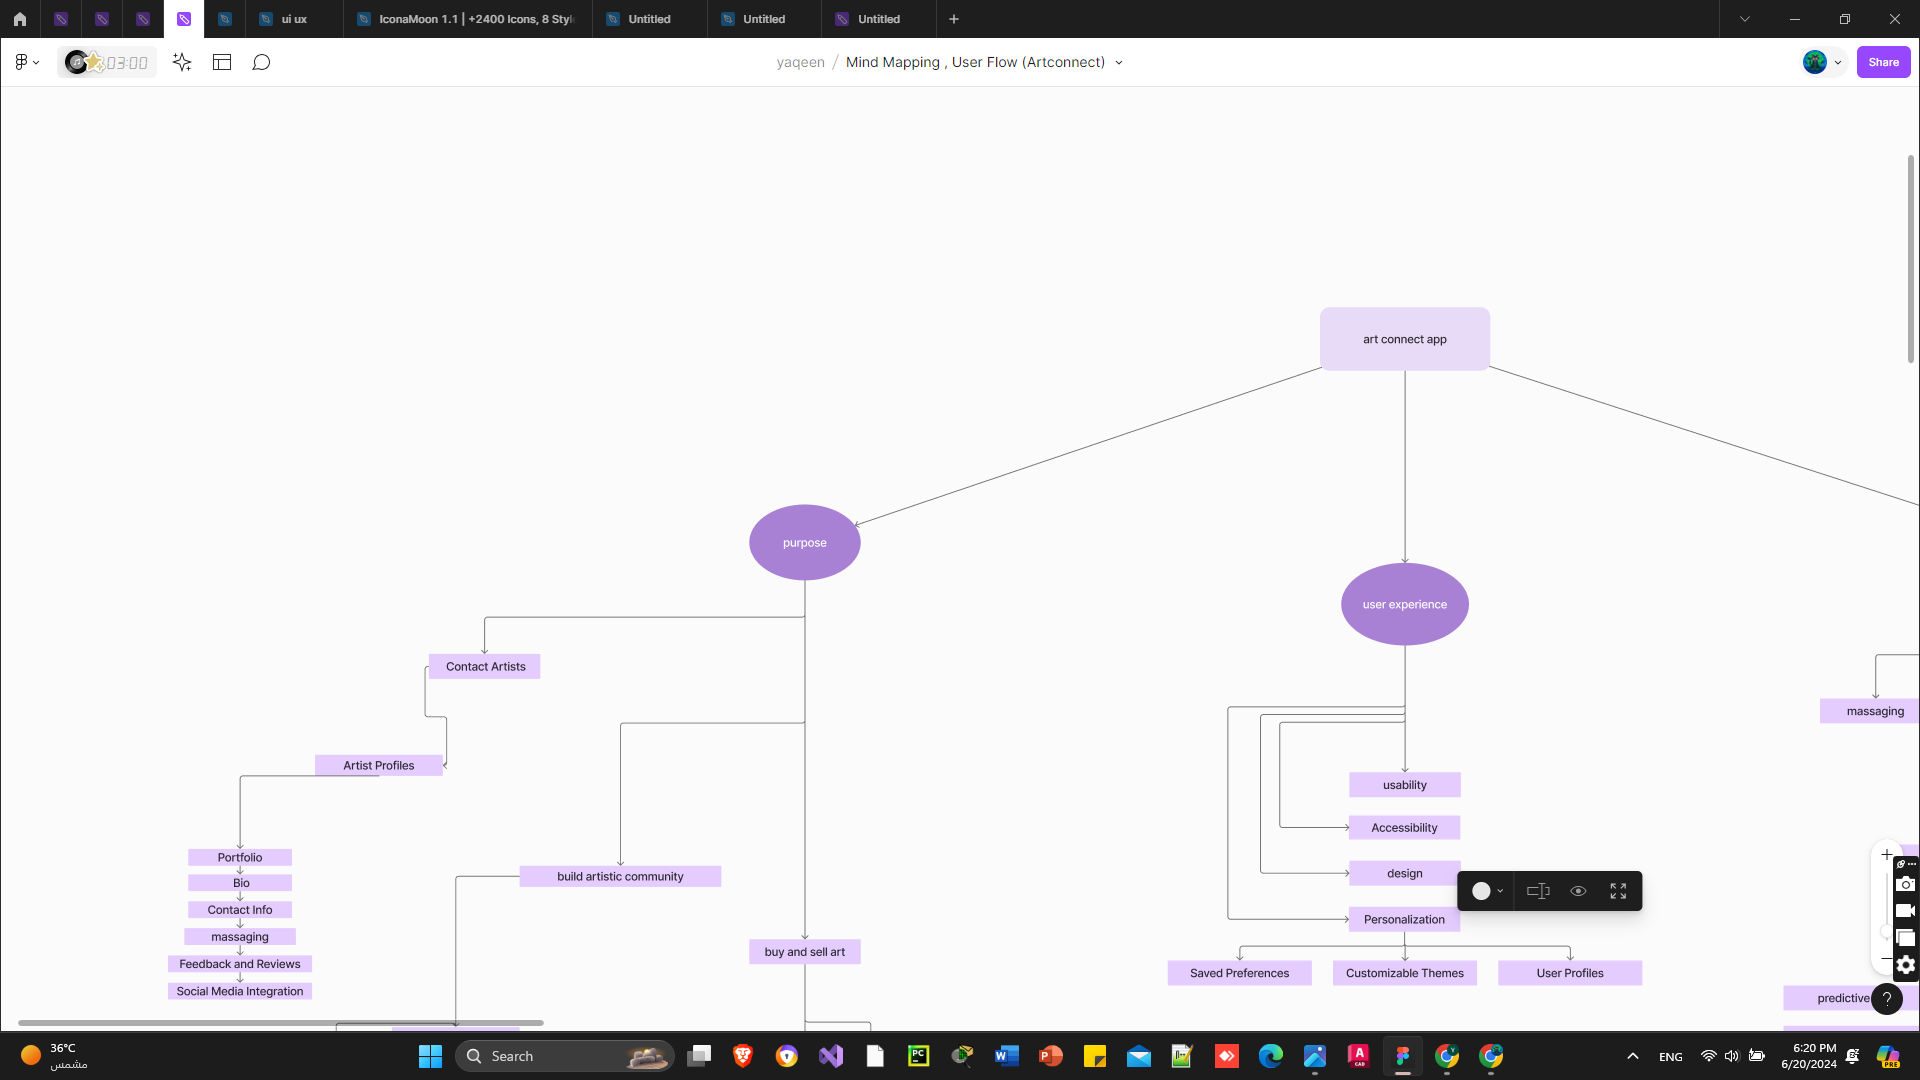 ui ux
IconaMoon 1.1 | +2400 Icons, 8 Styl
Untitled
Untitled
Untitled
03:00
yaqeen / Mind Mapping , User Flow (Artconnect)
Share
art connect app
purpose
user experience
Contact Artists
massaging
Artist Profiles
usability
Accessibility
Portfolio
build artistic community
design
Bio
Contact Info
Personalization
massaging
buy and sell art
Feedback and Reviews
Saved Preferences
Customizable Themes
User Profiles
Social Media Integration
predictive
?
36°C
مشمس
Search
ENG
6:20 PM
6/20/2024